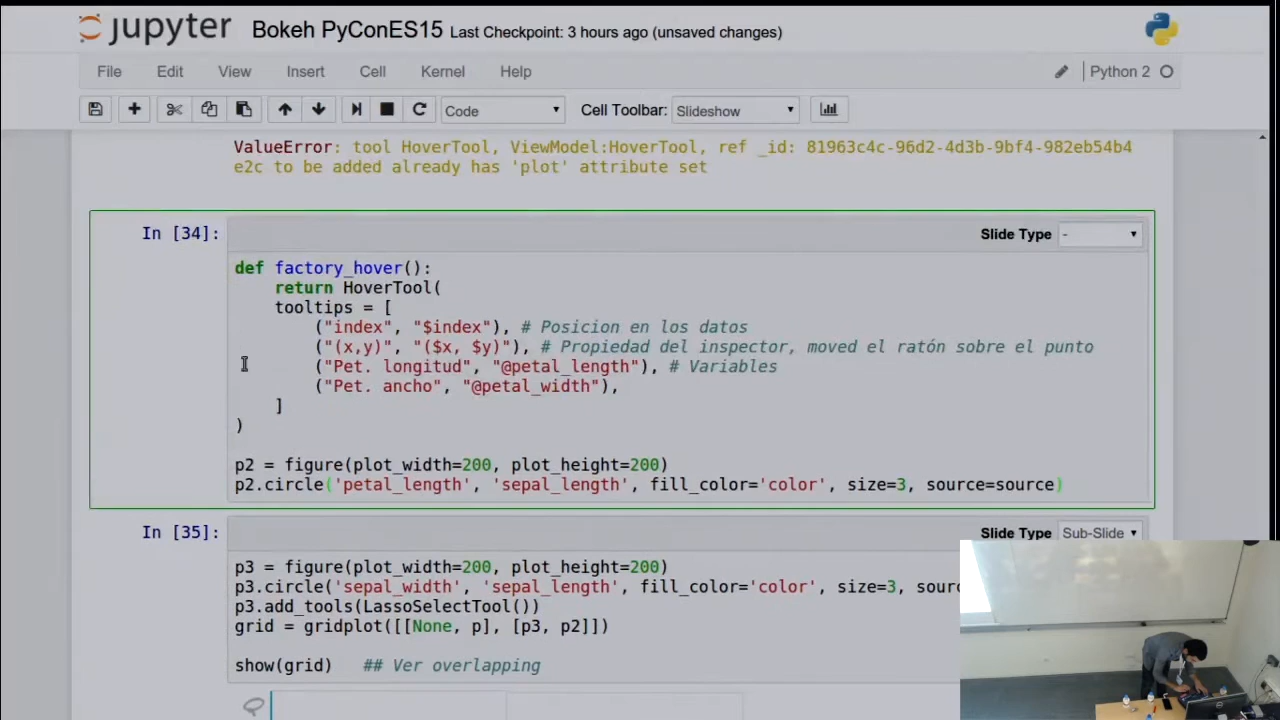 jupyter Bokeh PyConES15 Last Checkpoint: 3 hours ago (unsaved changes)
File Edit View Insert Cell Kernel Help Python 2
Code Cell Toolbar: Slideshow
ValueError: tool HoverTool, ViewModel:HoverTool, ref _id: 81963c4c-96d2-4d3b-9bf4-982eb54b4
e2c to be added already has 'plot' attribute set
In [34]:
Slide Type -
def factory_hover():
    return HoverTool(
    tooltips = [
        ("index", "$index"), # Posicion en los datos
        ("(x,y)", "($x, $y)"), # Propiedad del inspector, moved el ratón sobre el punto
        ("Pet. longitud", "@petal_length"), # Variables
        ("Pet. ancho", "@petal_width"),
    ]
)
p2 = figure(plot_width=200, plot_height=200)
p2.circle('petal_length', 'sepal_length', fill_color='color', size=3, source=source)
In [35]:
Slide Type Sub-Slide
p3 = figure(plot_width=200, plot_height=200)
p3.circle('sepal_width', 'sepal_length', fill_color='color', size=3, sour
p3.add_tools(LassoSelectTool())
grid = gridplot([[None, p], [p3, p2]])
show(grid)   ## Ver overlapping